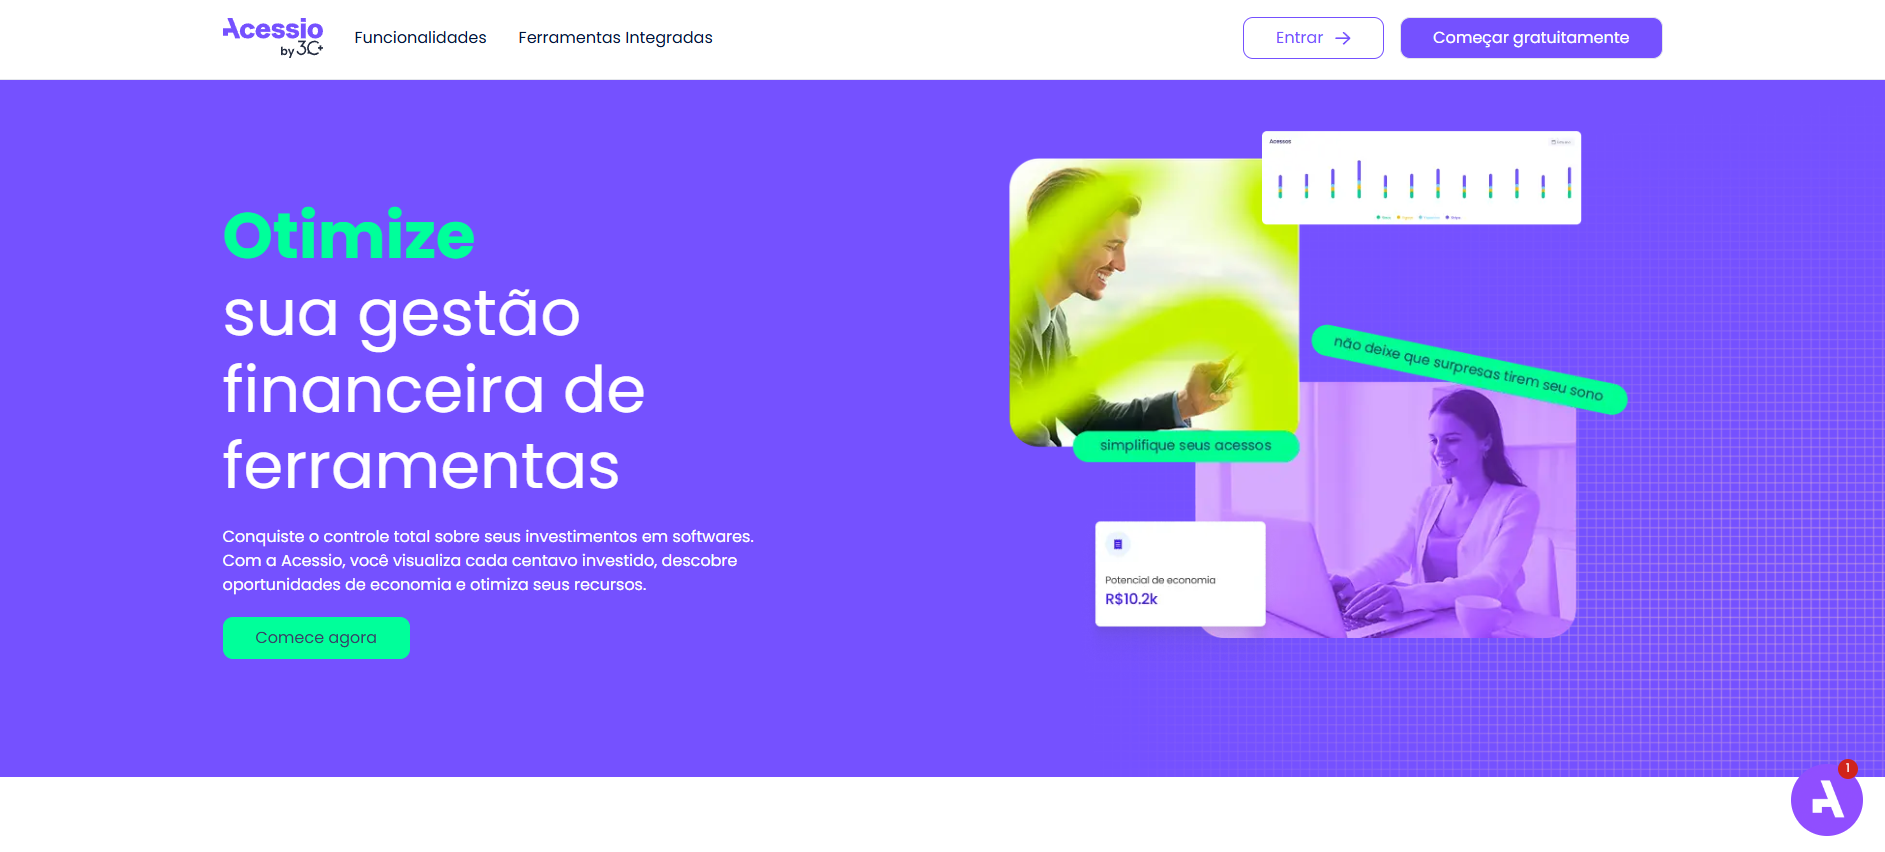 Acessio
by 3C+
Funcionalidades
Ferramentas Integradas
Entrar
Começar gratuitamente
Otimize
sua gestão
financeira de
ferramentas
Conquiste o controle total sobre seus investimentos em softwares.
Com a Acessio, você visualiza cada centavo investido, descobre
oportunidades de economia e otimiza seus recursos.
Comece agora
Acessos
não deixe que surpresas tirem seu sono
simplifique seus acessos
Potencial de economia
R$10.2k
1